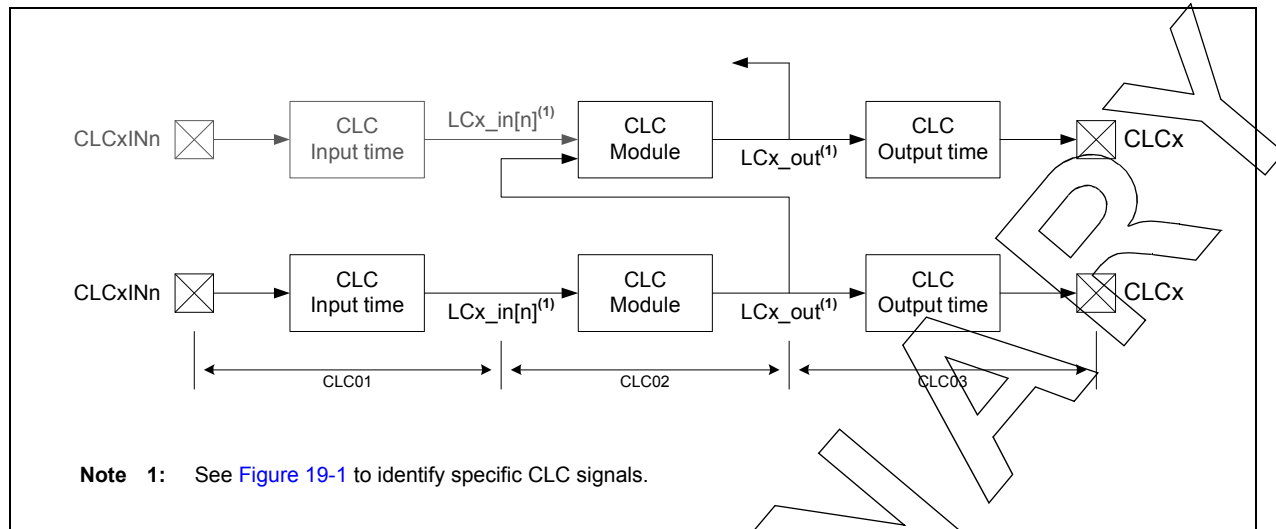 CLCxINn
CLC
Input time
LCx_in[n](1)
CLC
Module
LCx_out(1)
CLC
Output time
CLCx
CLCxINn
CLC
Input time
LCx_in[n](1)
CLC
Module
LCx_out(1)
CLC
Output time
CLCx
CLC01
CLC02
CLC03
Note 1: See Figure 19-1 to identify specific CLC signals.
NARY